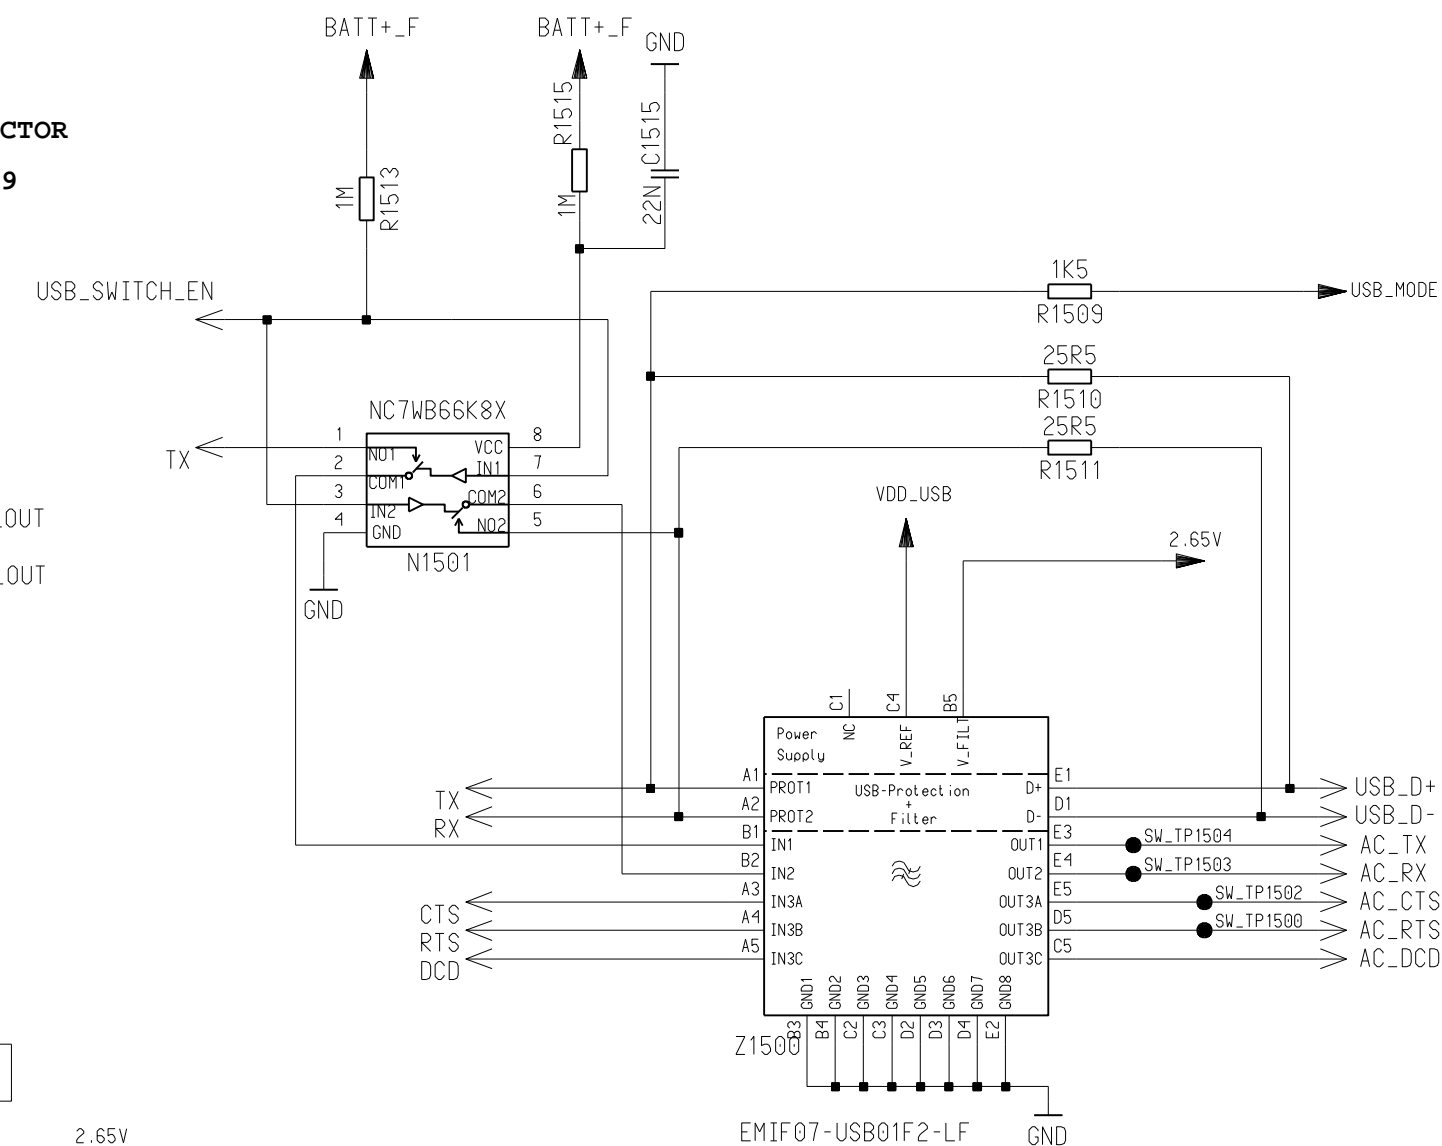 BATT+_F
BATT+_F
GND
CTOR
9
R1515
1M
C1515
22N
1M
R1513
USB_SWITCH_EN
1K5
R1509
USB_MODE
25R5
R1510
25R5
R1511
NC7WB66K8X
TX
1
2
3
4
NO1
COM1
IN2
GND
VCC
IN1
COM2
NO2
8
7
6
5
N1501
GND
_OUT
_OUT
VDD_USB
2.65V
C1
C4
B5
NC
V_REF
V_FILT
Power
Supply
USB-Protection
+
Filter
TX
A1
PROT1
D+
E1
USB_D+
RX
A2
PROT2
D-
D1
USB_D-
B1
IN1
OUT1
E3
SW_TP1504
AC_TX
B2
IN2
OUT2
E4
SW_TP1503
AC_RX
CTS
A3
IN3A
OUT3A
E5
SW_TP1502
AC_CTS
RTS
A4
IN3B
OUT3B
D5
SW_TP1500
AC_RTS
DCD
A5
IN3C
OUT3C
C5
AC_DCD
GND1
GND2
GND3
GND4
GND5
GND6
GND7
GND8
B3
B4
C2
C3
D2
D3
D4
E2
Z1500
EMIF07-USB01F2-LF
GND
2.65V